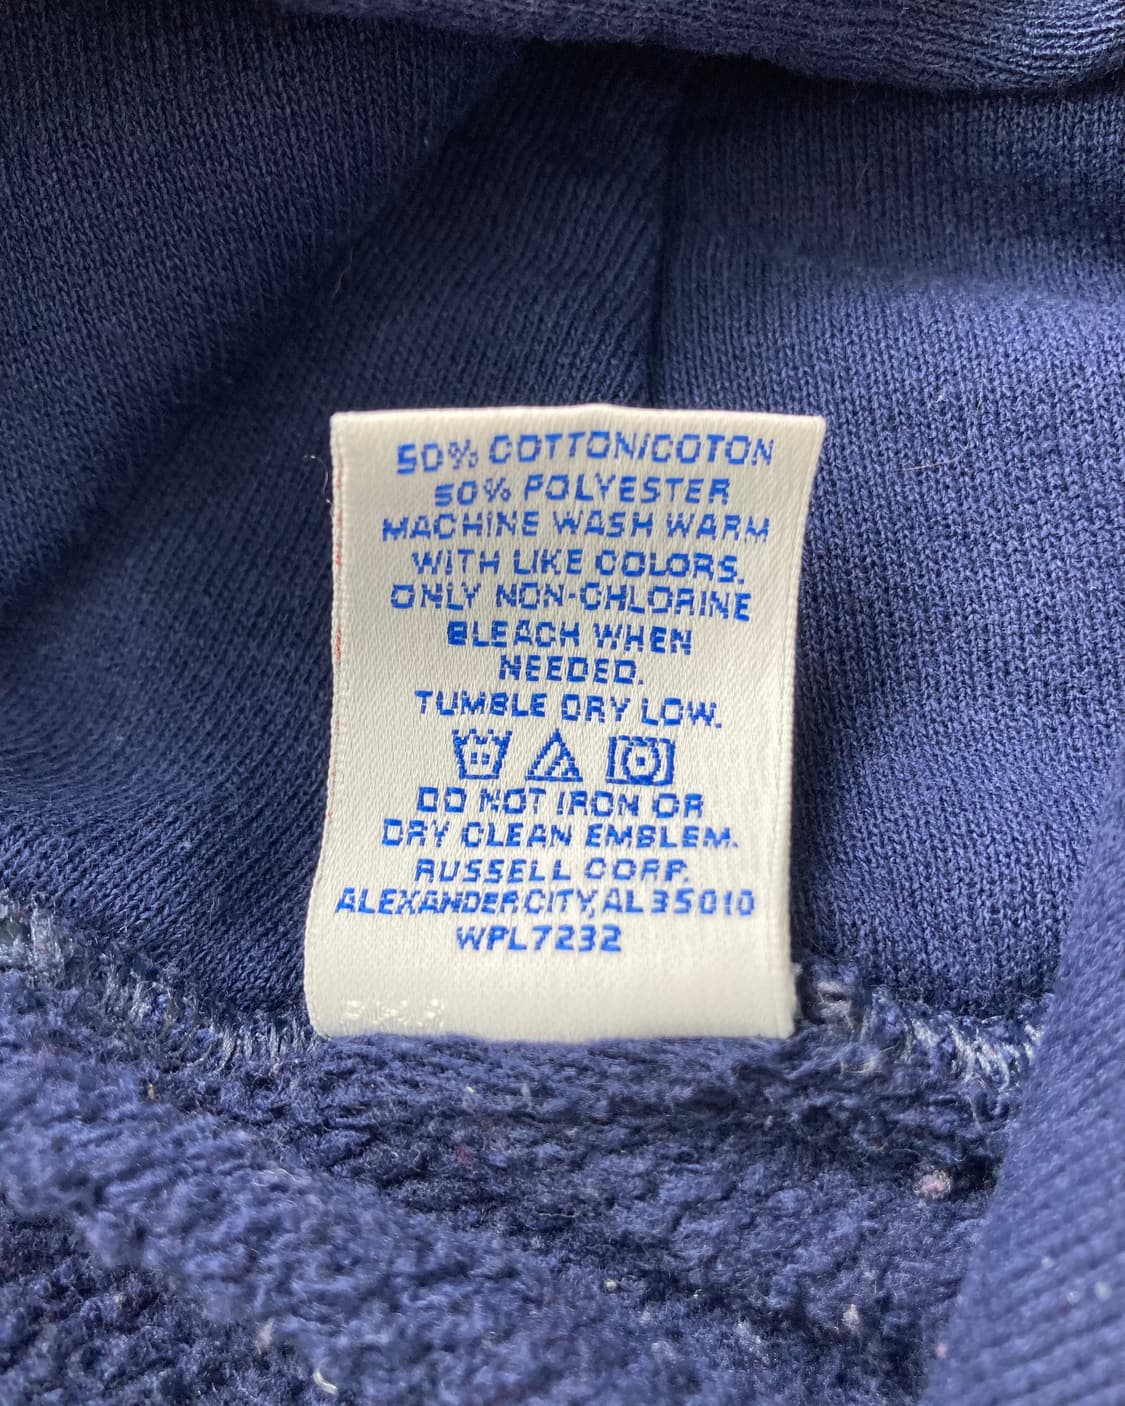 50% COTTON/COTON
50% POLYESTER
MACHINE WASH WARM
WITH LIKE COLORS.
ONLY NON-CHLORINE
BLEACH WHEN
NEEDED.
TUMBLE DRY LOW.
DO NOT IRON OR
DRY CLEAN EMBLEM.
RUSSELL CORP.
ALEXANDER CITY, AL 35010
WPL7232